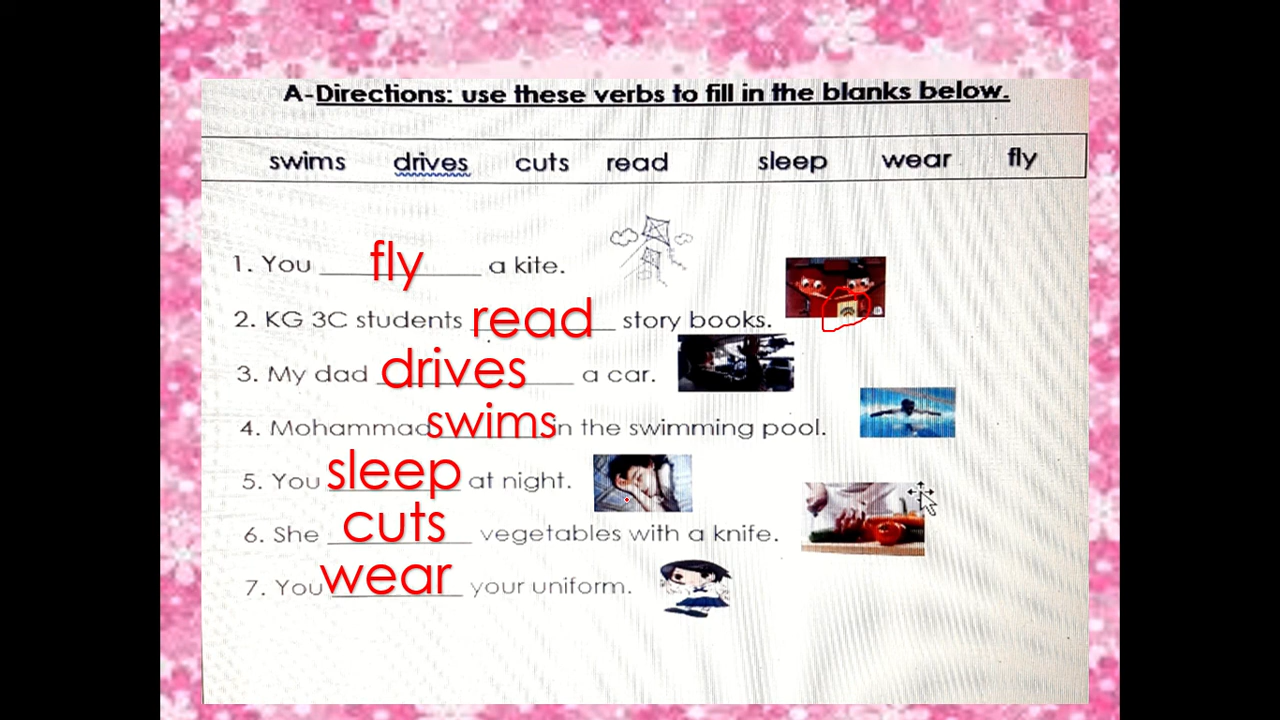 A-Directions: use these verbs to fill in the blanks below.
swims drives cuts read sleep wear fly
1. You fly a kite.
2. KG 3C students read story books.
3. My dad drives a car.
4. Mohammad swims in the swimming pool.
5. You sleep at night.
6. She cuts vegetables with a knife.
7. You wear your uniform.